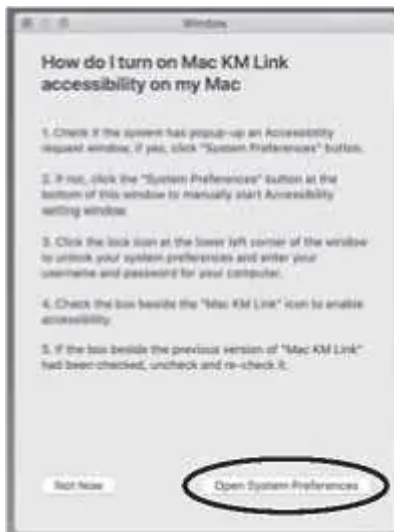 Window
How do I turn on Mac KM Link
accessibility on my Mac
1. Check if the system has popup-up an Accessibility
request window, if yes, click "System Preferences" button.
2. If not, click the "System Preferences" button at the
bottom of this window to manually start Accessibility
setting window.
3. Click the lock icon at the lower left corner of the window
to unlock your system preferences and enter your
username and password for your computer.
4. Check the box beside the "Mac KM Link" icon to enable
accessibility.
5. If the box beside the previous version of "Mac KM Link"
had been checked, uncheck and re-check it.
Not Now
Open System Preferences